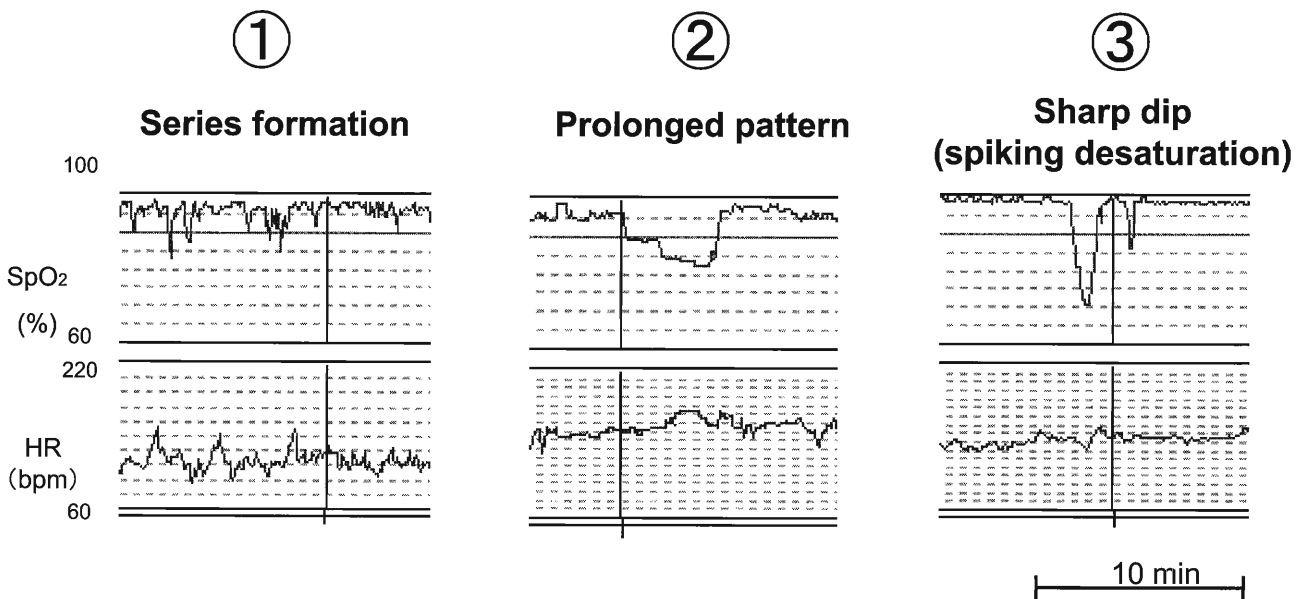 ① ② ③
Series formation
Prolonged pattern
Sharp dip
(spiking desaturation)
100
SpO2
(%)
60
220
HR
(bpm)
60
10 min